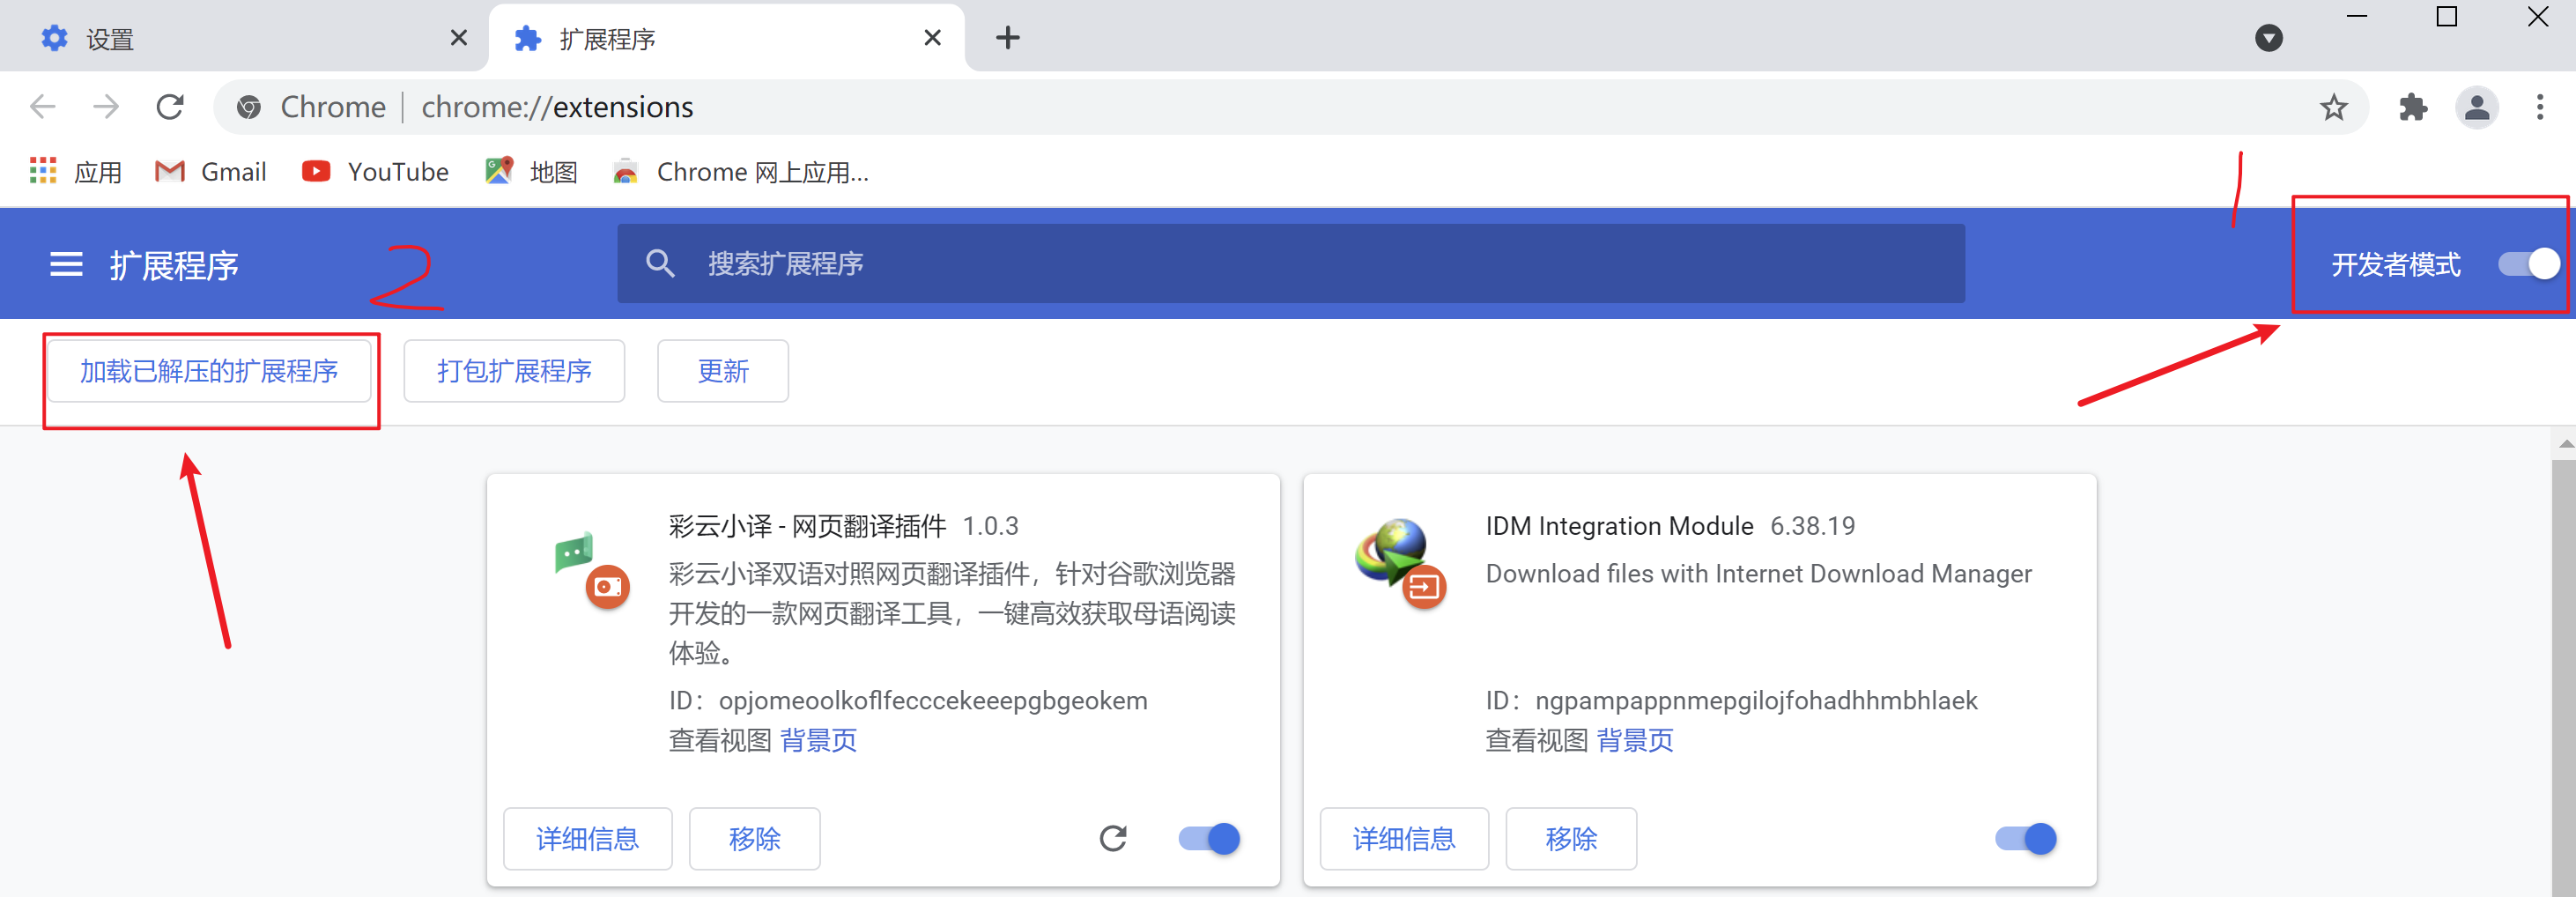 设置
扩展程序
Chrome chrome://extensions
应用 Gmail YouTube 地图 Chrome 网上应用...
1
扩展程序
2
搜索扩展程序
开发者模式
加载已解压的扩展程序 打包扩展程序 更新
彩云小译 - 网页翻译插件 1.0.3
彩云小译双语对照网页翻译插件，针对谷歌浏览器
开发的一款网页翻译工具，一键高效获取母语阅读
体验。
ID：opjomeoolkoflfecccekeeepgbgeokem
查看视图 背景页
详细信息 移除
IDM Integration Module 6.38.19
Download files with Internet Download Manager
ID：ngpampappnmepgilojfohadhhmbhlaek
查看视图 背景页
详细信息 移除